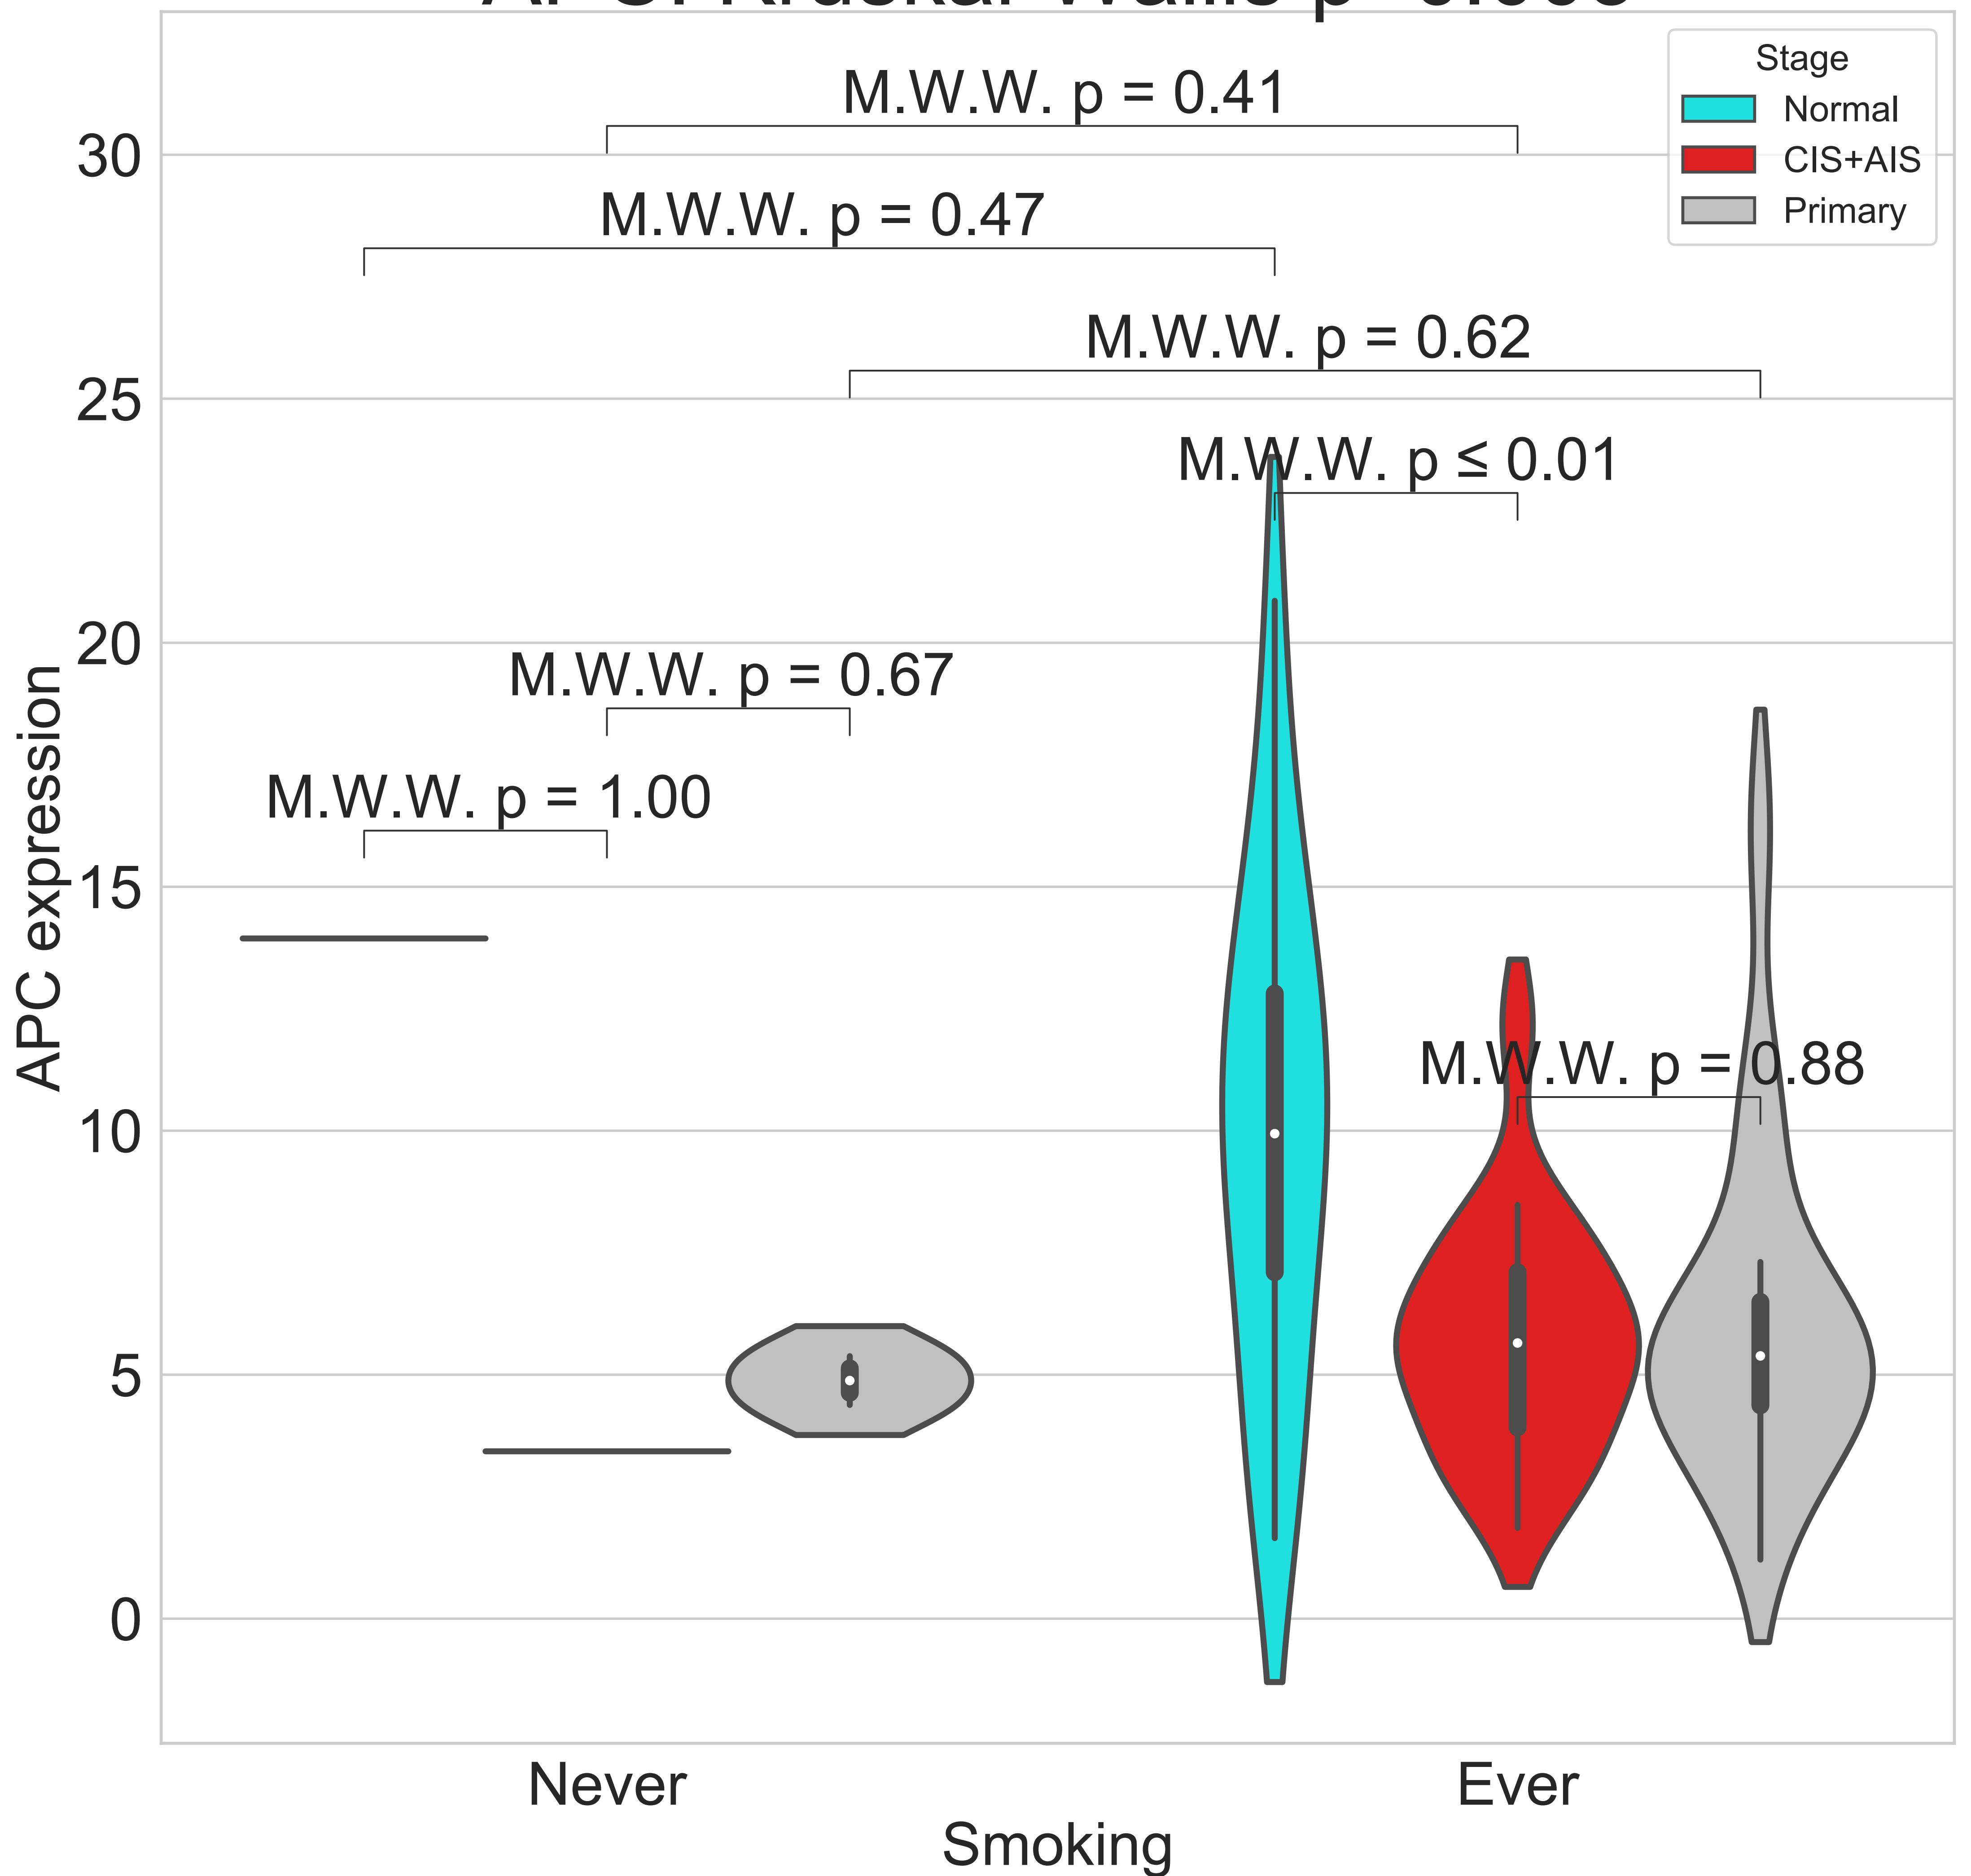 Stage
Normal
CIS+AIS
Primary
M.W.W. p = 0.41
M.W.W. p = 0.47
M.W.W. p = 0.62
M.W.W. p ≤ 0.01
M.W.W. p = 0.67
M.W.W. p = 1.00
M.W.W. p = 0.88
30
25
20
15
10
5
0
APC expression
Never
Ever
Smoking